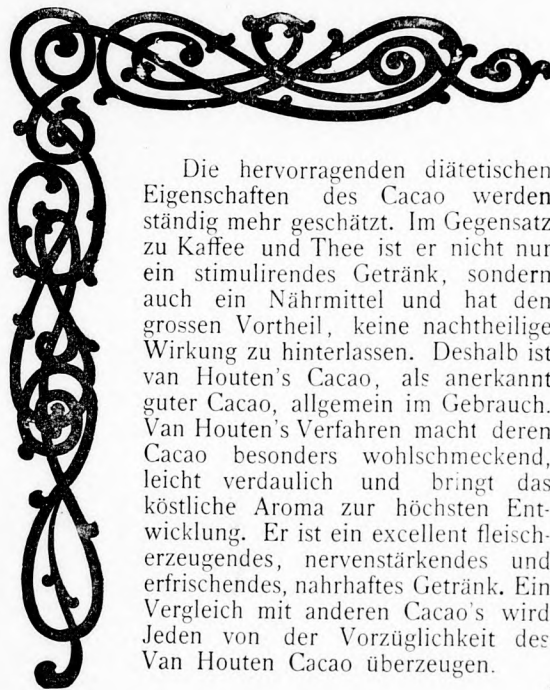 Die hervorragenden diätetischen
Eigenschaften des Cacao werden
ständig mehr geschätzt. Im Gegensatz
zu Kaffee und Thee ist er nicht nur
ein stimulirendes Getränk, sondern
auch ein Nährmittel und hat den
grossen Vortheil, keine nachtheilige
Wirkung zu hinterlassen. Deshalb ist
van Houten's Cacao, als anerkannt
guter Cacao, allgemein im Gebrauch.
Van Houten's Verfahren macht deren
Cacao besonders wohlschmeckend,
leicht verdaulich und bringt das
köstliche Aroma zur höchsten Ent-
wicklung. Er ist ein excellent fleisch-
erzeugendes, nervenstärkendes und
erfrischendes, nahrhaftes Getränk. Ein
Vergleich mit anderen Cacao's wird
Jeden von der Vorzüglichkeit des
Van Houten Cacao überzeugen.